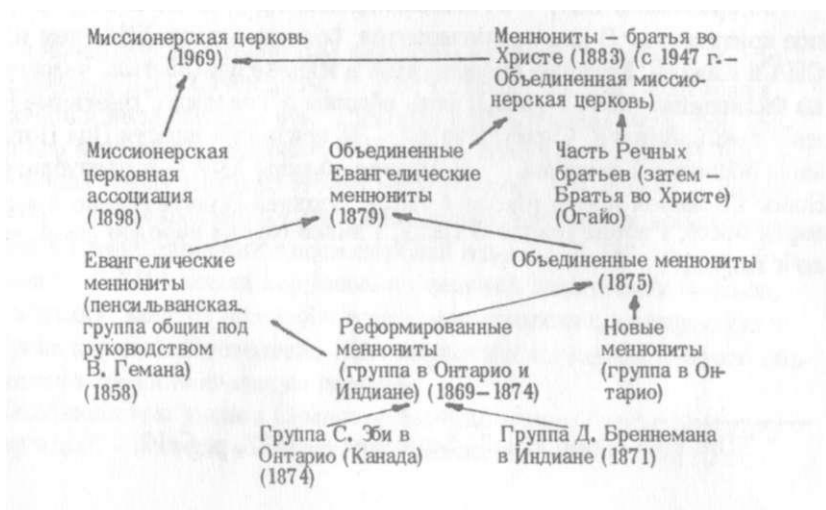 Миссионерская церковь
(1969)
Меннониты – братья во
Христе (1883) (с 1947 г.–
Объединенная миссио-
нерская церковь)
Миссионерская
церковная
ассоциация
(1898)
Объединенные
Евангелические
менониты
(1879)
Часть Речных
братьев (затем –
Братья во Христе)
(Огайо)
Евангелические
меннониты
(пенсильванская
группа общин под
руководством
В. Гемана)
(1858)
Объединенные меннониты
(1875)
Реформированные
меннониты
(группа в Онтарио и
Индиане) (1869–1874)
Новые
меннониты
(группа в Он-
тарио)
Группа С. Эби в
Онтарио (Канада)
(1874)
Группа Д. Бреннемана
в Индиане (1871)